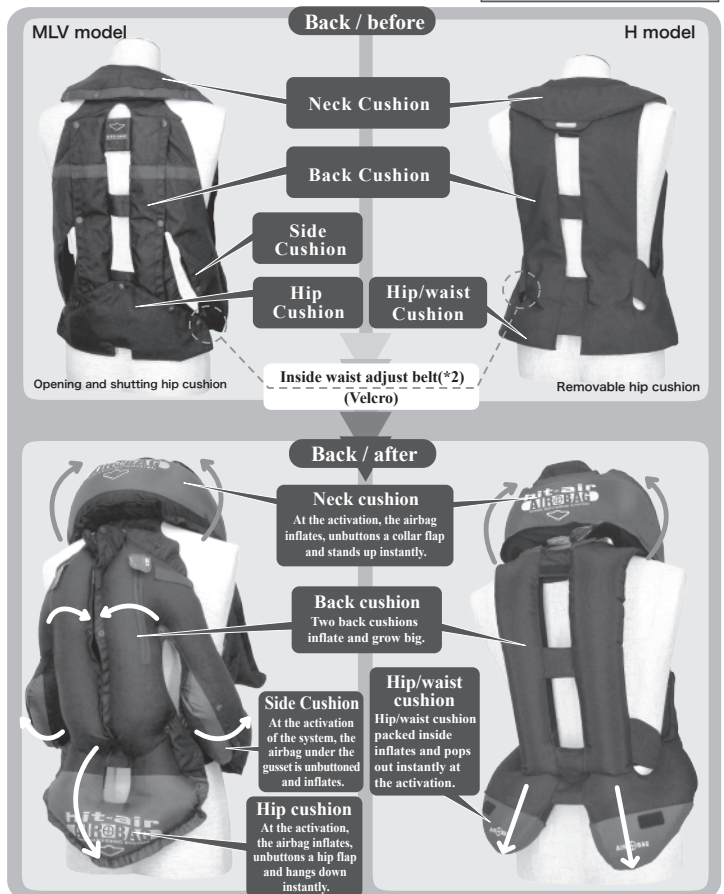 Back / before
MLV model
H model
Neck Cushion
Back Cushion
Side
Cushion
Hip
Cushion
Hip/waist
Cushion
Inside waist adjust belt(*2)
(Velcro)
Opening and shutting hip cushion
Removable hip cushion
Back / after
Neck cushion
At the activation, the airbag
inflates, unbuttons a collar flap
and stands up instantly.
Back cushion
Two back cushions
inflate and grow big.
Side Cushion
At the activation
of the system, the
airbag under the
gusset is unbuttoned
and inflates.
Hip/waist
cushion
Hip/waist cushion
packed inside
inflates and pops
out instantly at
the activation.
Hip cushion
At the activation,
the airbag inflates,
unbuttons a hip flap
and hangs down
instantly.
hit-air
AIR BAG
Hit-air
AIR BAG
AIR BAG